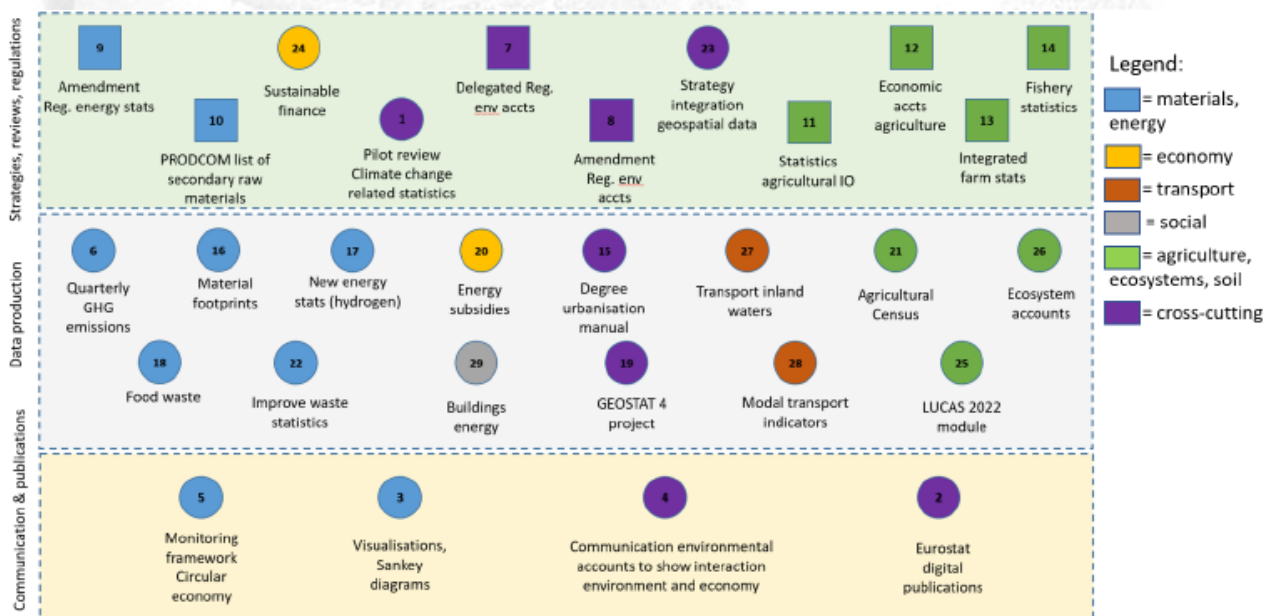 Strategies, reviews, regulations
9
Amendment
Reg. energy stats
10
PRODCOM list of
secondary raw
materials
24
Sustainable
finance
1
Pilot review
Climate change
related statistics
7
Delegated Reg.
env accts
8
Amendment
Reg. env
accts
23
Strategy
integration
geospatial data
11
Statistics
agricultural IO
12
Economic
accts
agriculture
13
Integrated
farm stats
14
Fishery
statistics
Data production
6
Quarterly
GHG
emissions
16
Material
footprints
17
New energy
stats (hydrogen)
20
Energy
subsidies
15
Degree
urbanisation
manual
27
Transport inland
waters
21
Agricultural
Census
26
Ecosystem
accounts
18
Food waste
22
Improve waste
statistics
29
Buildings
energy
19
GEOSTAT 4
project
28
Modal transport
indicators
25
LUCAS 2022
module
Communication & publications
5
Monitoring
framework
Circular
economy
3
Visualisations,
Sankey
diagrams
4
Communication environmental
accounts to show interaction
environment and economy
2
Eurostat
digital
publications
Legend:
= materials,
energy
= economy
= transport
= social
= agriculture,
ecosystems, soil
= cross-cutting